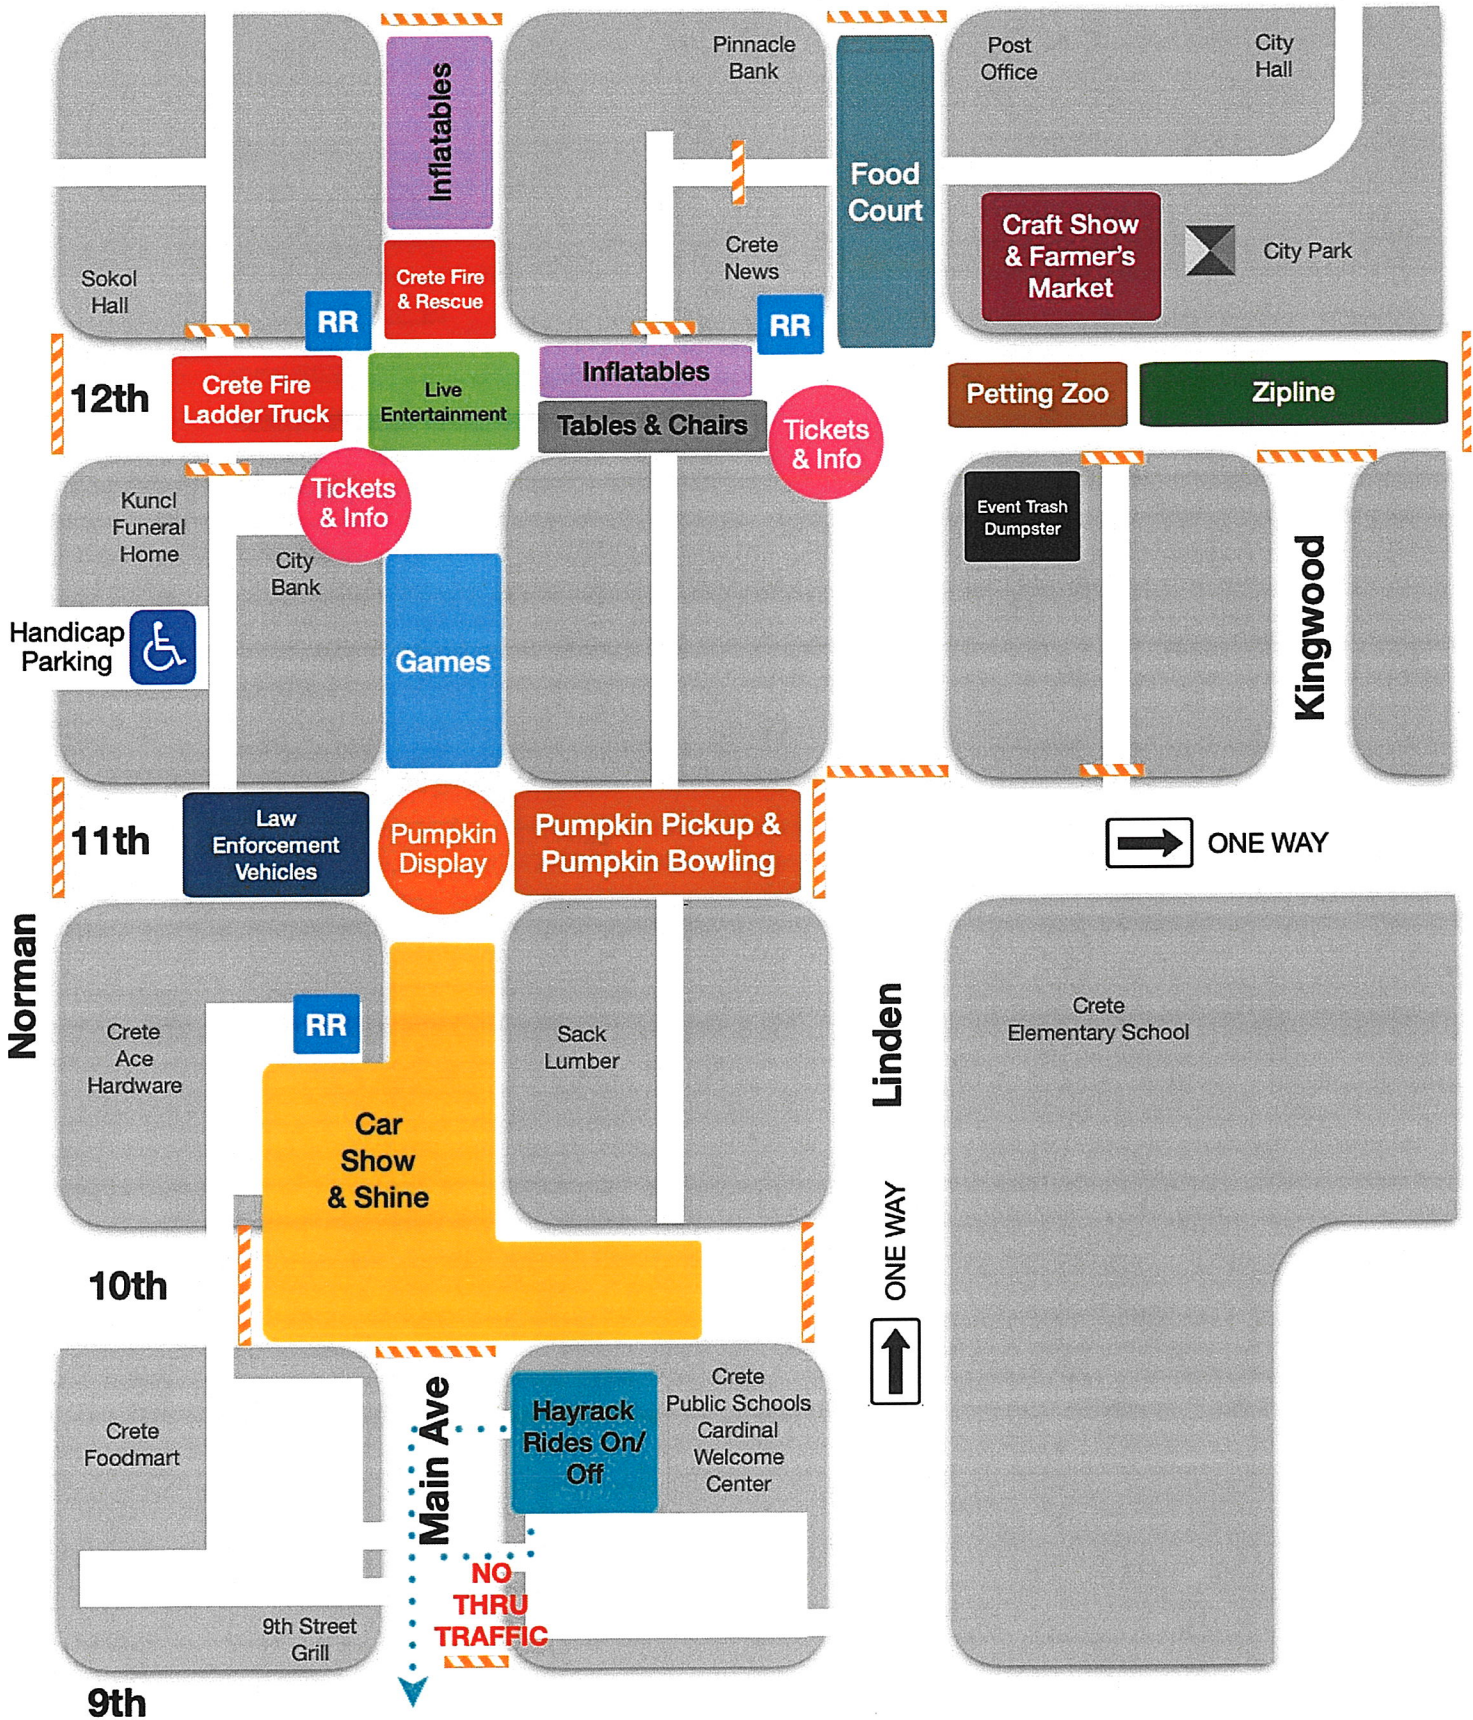 Inflatables
Pinnacle
Bank
Food
Court
Post
Office
City
Hall
Craft Show
& Farmer's
Market
City Park
Sokol
Hall
Crete Fire
& Rescue
Crete
News
RR
RR
12th
Crete Fire
Ladder Truck
Live
Entertainment
Inflatables
Tables & Chairs
Tickets
& Info
Petting Zoo
Zipline
Kuncl
Funeral
Home
Tickets
& Info
City
Bank
Event Trash
Dumpster
Handicap
Parking
Games
Kingwood
11th
Law
Enforcement
Vehicles
Pumpkin
Display
Pumpkin Pickup &
Pumpkin Bowling
ONE WAY
Norman
Crete
Ace
Hardware
RR
Sack
Lumber
Linden
Crete
Elementary School
Car
Show
& Shine
ONE WAY
10th
Crete
Foodmart
Main Ave
Hayrack
Rides On/
Off
Crete
Public Schools
Cardinal
Welcome
Center
NO
THRU
TRAFFIC
9th Street
Grill
9th